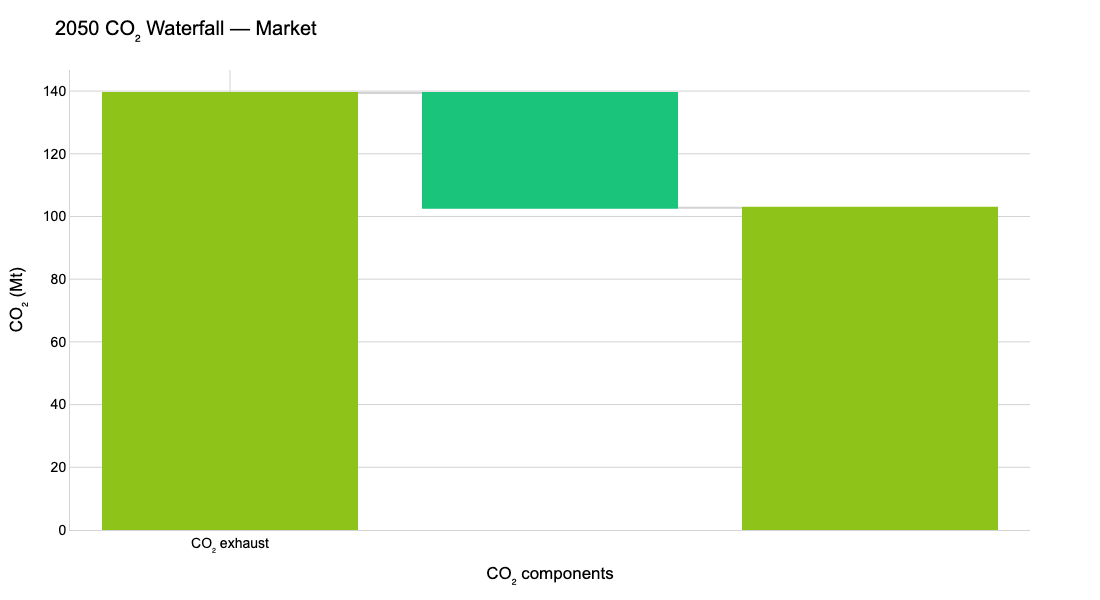 2050 CO₂ Waterfall — Market
CO₂ (Mt)
140
120
100
80
60
40
20
0
CO₂ exhaust
CO₂ components